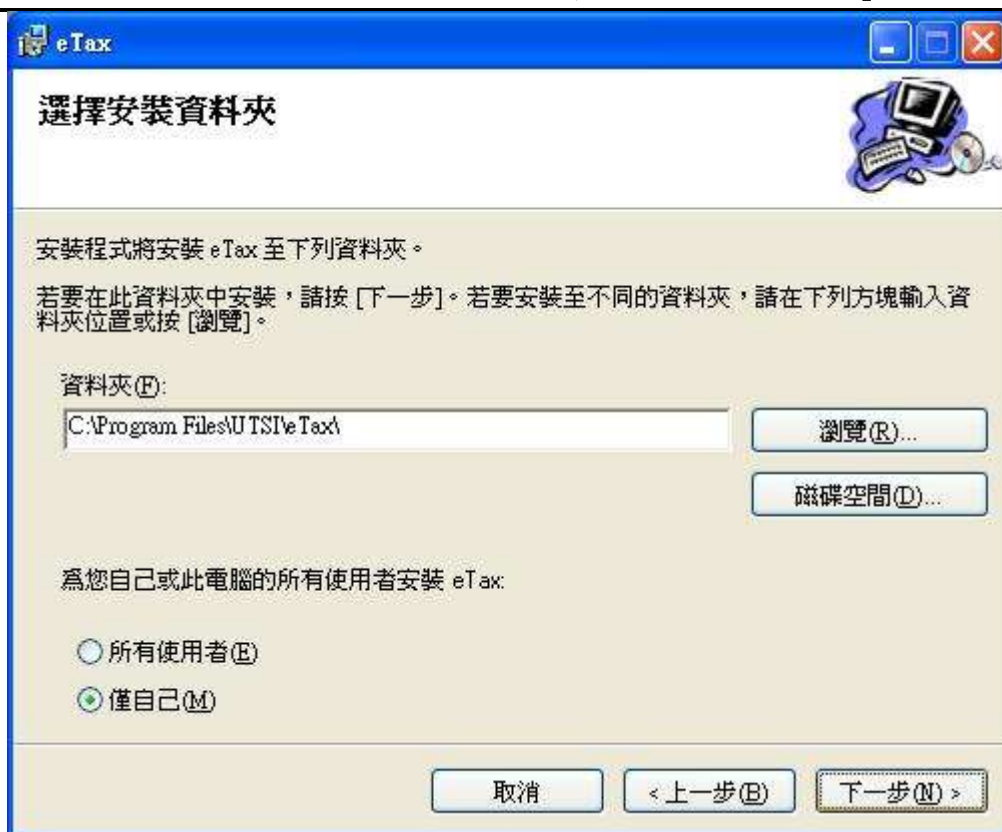 eTax
選擇安裝資料夾
安裝程式將安裝 eTax 至下列資料夾。
若要在此資料夾中安裝，請按 [下一步]。若要安裝至不同的資料夾，請在下列方塊輸入資
料夾位置或按 [瀏覽]。
資料夾(F):
C:\Program Files\UTSI\eTax\
瀏覽(R)...
磁碟空間(D)...
為您自己或此電腦的所有使用者安裝 eTax:
所有使用者(E)
僅自己(M)
取消
<上一步(B)
下一步(N) >